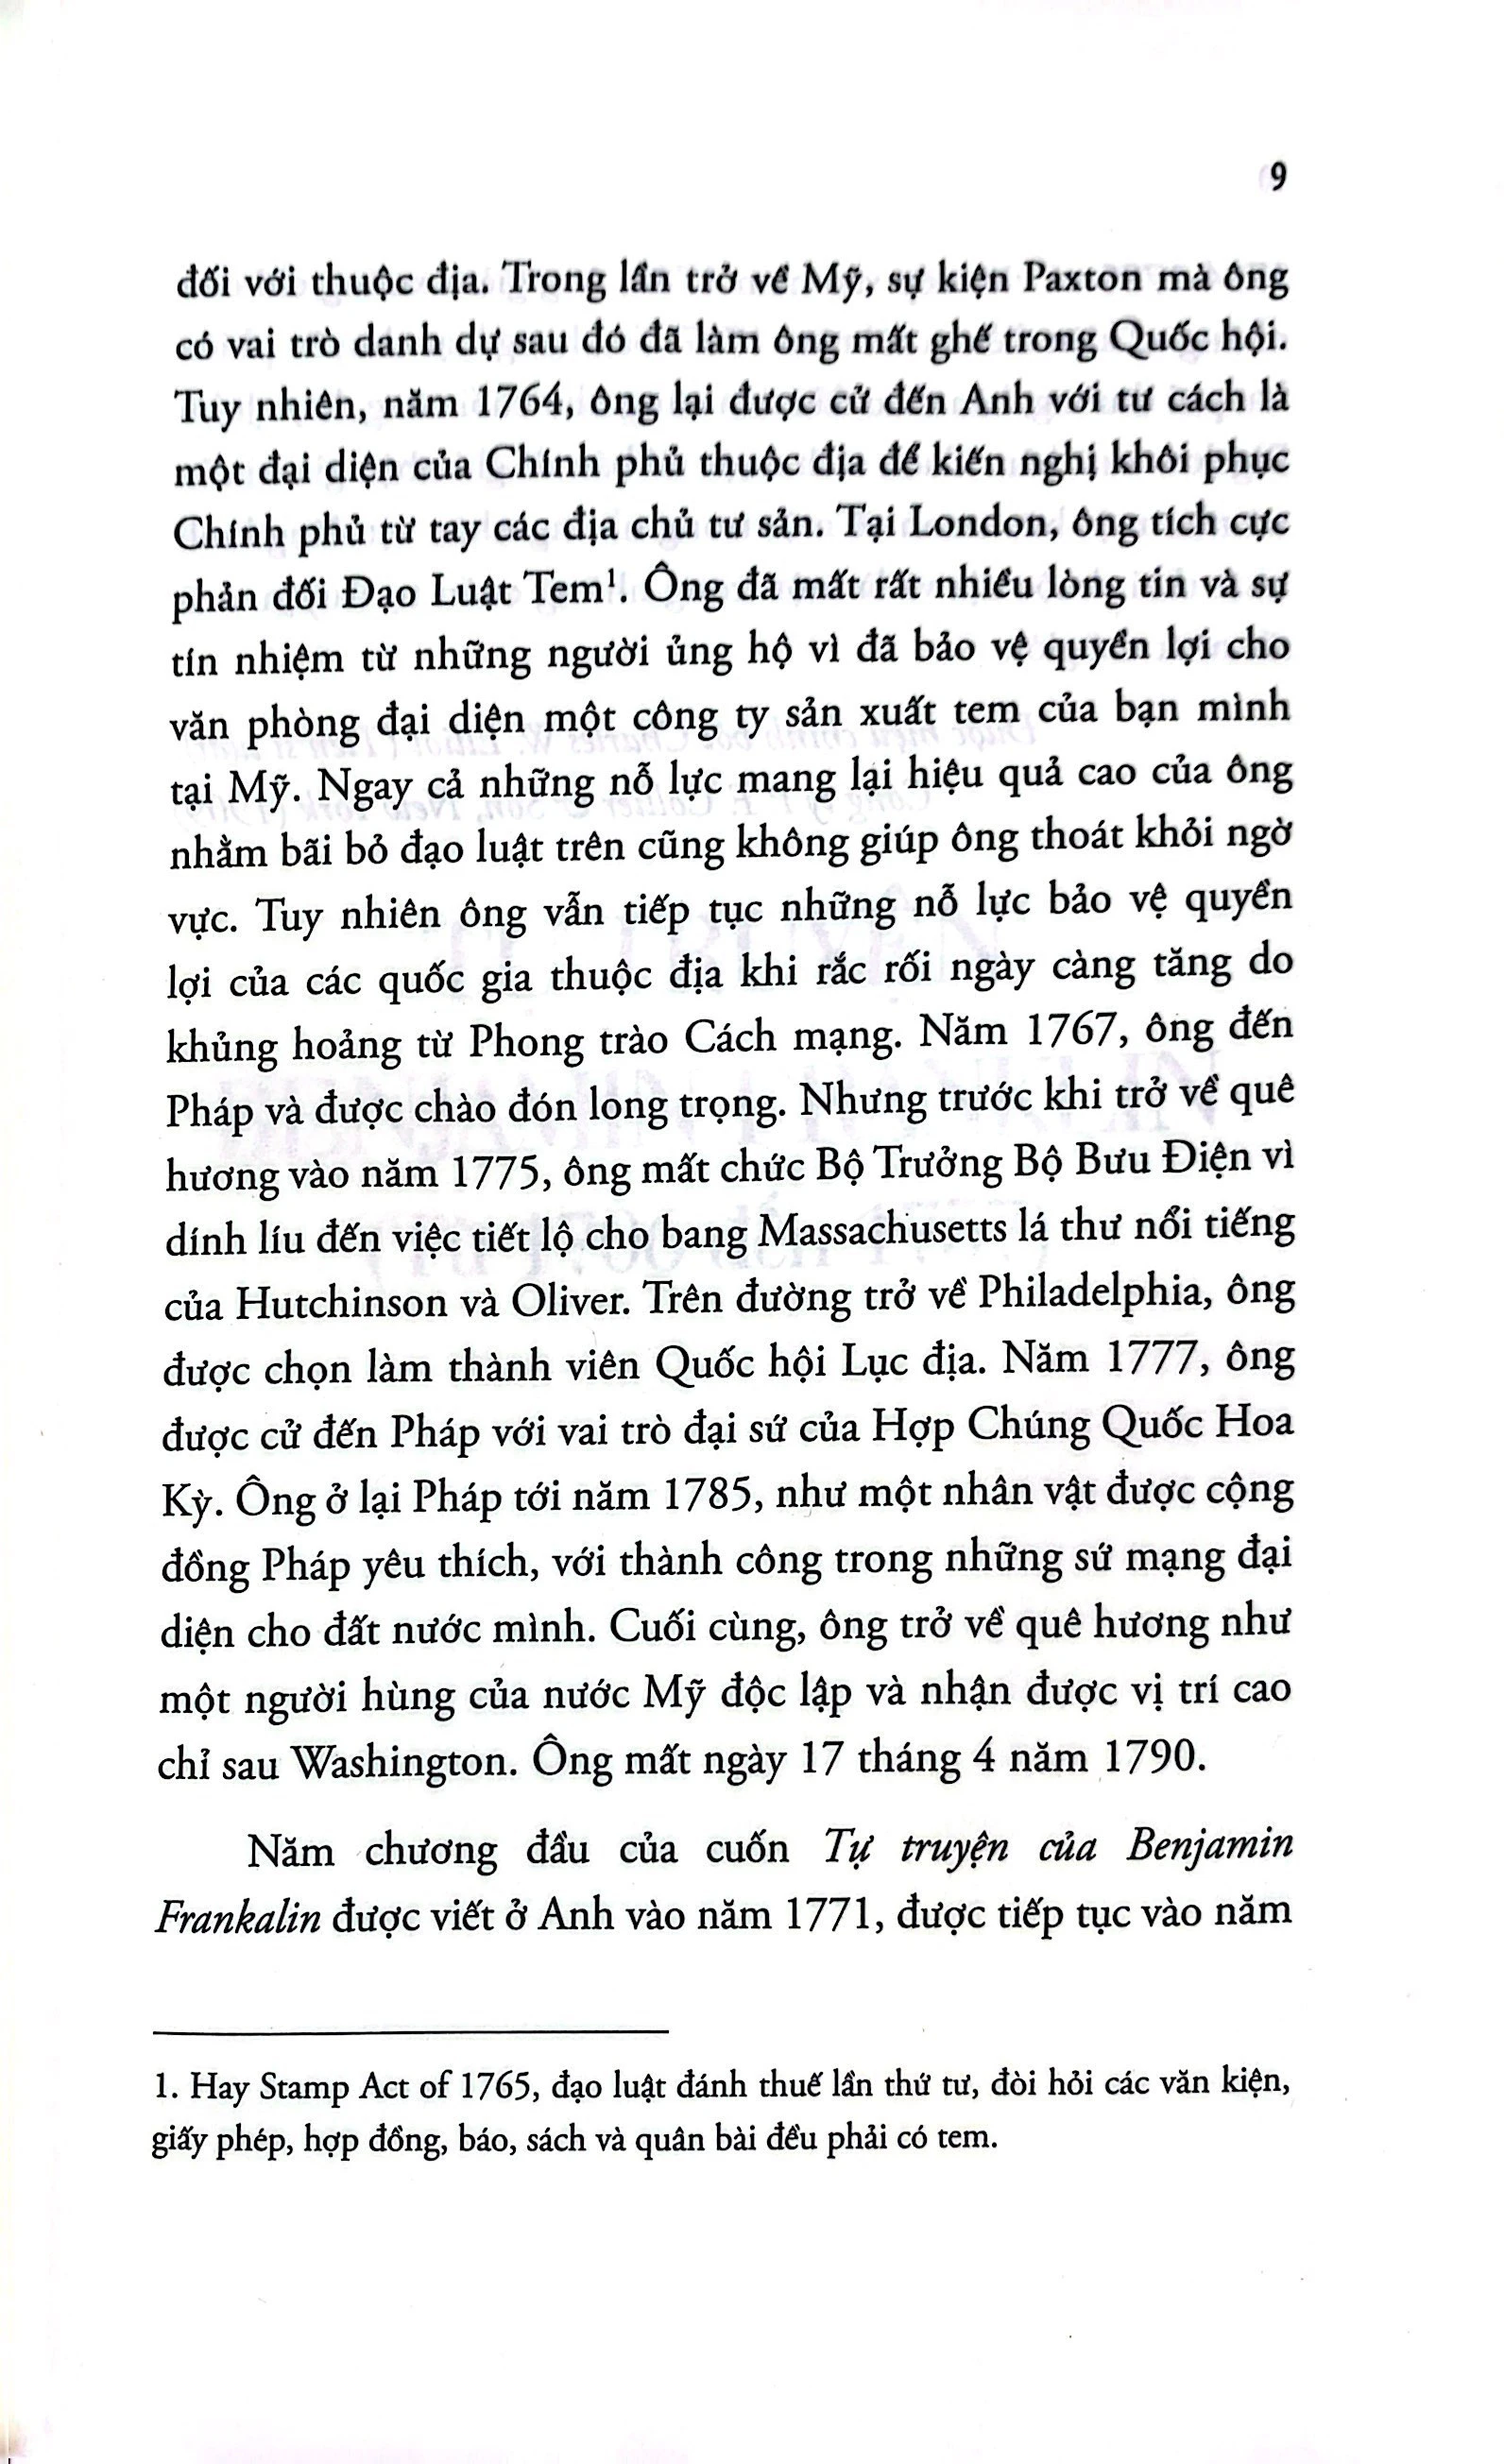 9
đối với thuộc địa. Trong lần trở về Mỹ, sự kiện Paxton mà ông
có vai trò danh dự sau đó đã làm ông mất ghế trong Quốc hội.
Tuy nhiên, năm 1764, ông lại được cử đến Anh với tư cách là
một đại diện của Chính phủ thuộc địa để kiến nghị khôi phục
Chính phủ từ tay các địa chủ tư sản. Tại London, ông tích cực
phản đối Đạo Luật Tem¹. Ông đã mất rất nhiều lòng tin và sự
tín nhiệm từ những người ủng hộ vì đã bảo vệ quyền lợi cho
văn phòng đại diện một công ty sản xuất tem của bạn mình
tại Mỹ. Ngay cả những nỗ lực mang lại hiệu quả cao của ông
nhằm bãi bỏ đạo luật trên cũng không giúp ông thoát khỏi ngờ
vực. Tuy nhiên ông vẫn tiếp tục những nỗ lực bảo vệ quyền
lợi của các quốc gia thuộc địa khi rắc rối ngày càng tăng do
khủng hoảng từ Phong trào Cách mạng. Năm 1767, ông đến
Pháp và được chào đón long trọng. Nhưng trước khi trở về quê
hương vào năm 1775, ông mất chức Bộ Trưởng Bộ Bưu Điện vì
dính líu đến việc tiết lộ cho bang Massachusetts lá thư nổi tiếng
của Hutchinson và Oliver. Trên đường trở về Philadelphia, ông
được chọn làm thành viên Quốc hội Lục địa. Năm 1777, ông
được cử đến Pháp với vai trò đại sứ của Hợp Chúng Quốc Hoa
Kỳ. Ông ở lại Pháp tới năm 1785, như một nhân vật được cộng
đồng Pháp yêu thích, với thành công trong những sứ mạng đại
diện cho đất nước mình. Cuối cùng, ông trở về quê hương như
một người hùng của nước Mỹ độc lập và nhận được vị trí cao
chỉ sau Washington. Ông mất ngày 17 tháng 4 năm 1790.
Năm chương đầu của cuốn Tự truyện của Benjamin
Frankalin được viết ở Anh vào năm 1771, được tiếp tục vào năm
1. Hay Stamp Act of 1765, đạo luật đánh thuế lần thứ tư, đòi hỏi các văn kiện,
giấy phép, hợp đồng, báo, sách và quân bài đều phải có tem.